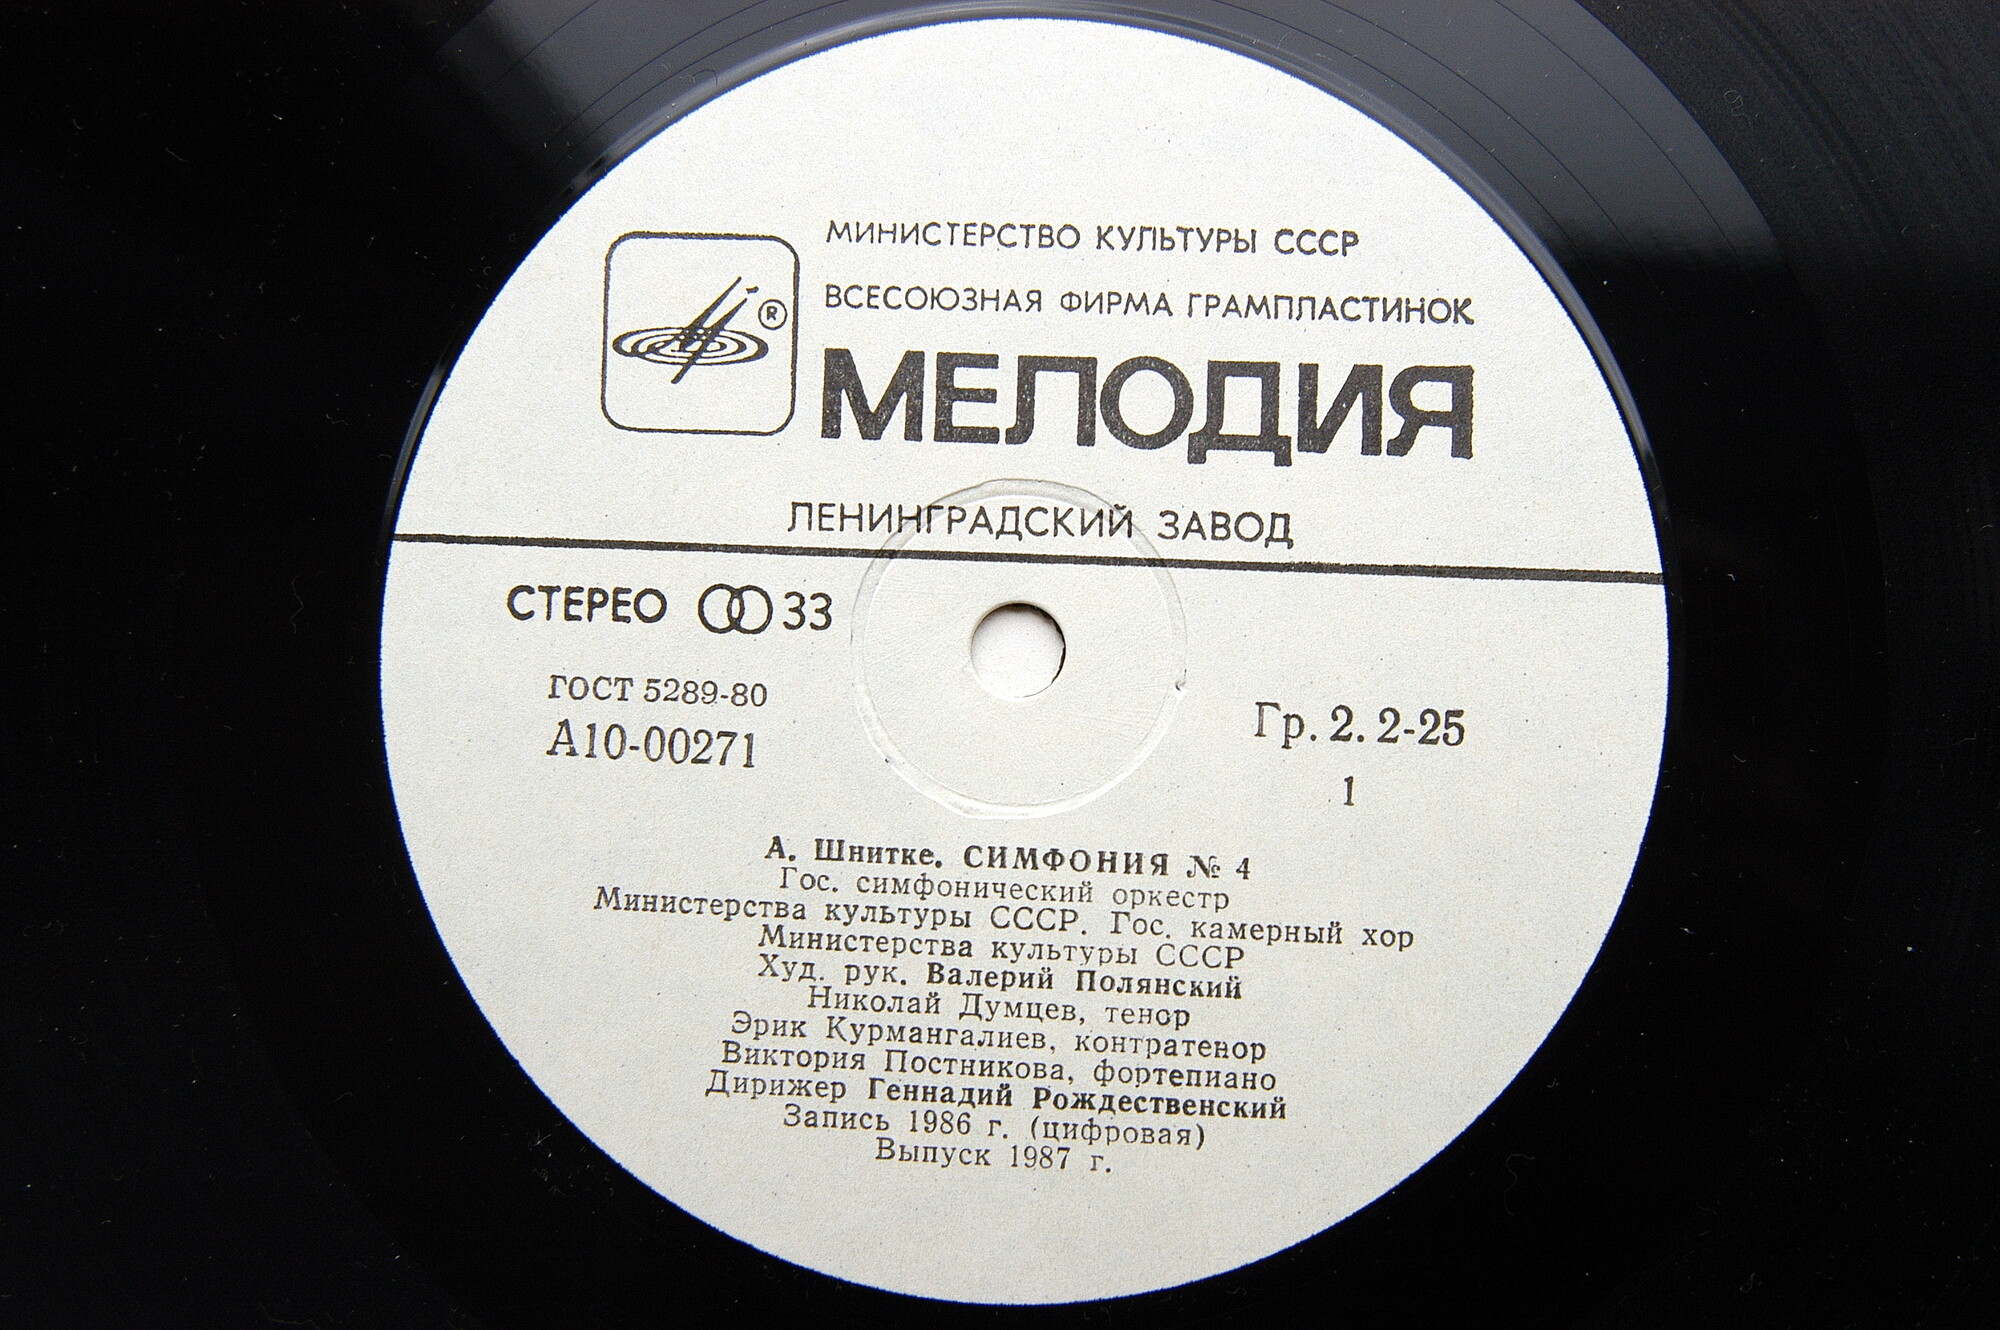 МИНИСТЕРСТВО КУЛЬТУРЫ СССР
ВСЕСОЮЗНАЯ ФИРМА ГРАМПЛАСТИНОК
®
МЕЛОДИЯ
ЛЕНИНГРАДСКИЙ ЗАВОД
СТЕРЕО 33
ГОСТ 5289-80
А10-00271
Гр. 2. 2-25
1
А. Шнитке. СИМФОНИЯ № 4
Гос. симфонический оркестр
Министерства культуры СССР. Гос. камерный хор
Министерства культуры СССР
Худ. рук. Валерий Полянский
Николай Думцев, тенор
Эрик Курмангалиев, контратенор
Виктория Постникова, фортепиано
Дирижер Геннадий Рождественский
Запись 1986 г. (цифровая)
Выпуск 1987 г.